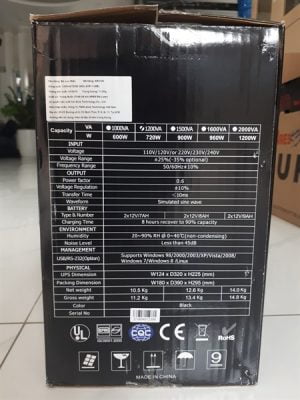 Capacity VA 1000VA 1200VA 1500VA 1600VA 2000VA
W 600W 720W 900W 960W 1200W
INPUT
Voltage 110V/120V/or 220V/230V/240V
Voltage Range ±25%(-35% optional)
Frequency Range 50/60Hz ±10%
OUTPUT
Power factor 0.6
Voltage Regulation ±10%
Transfer Time <10ms
Waveform Simulated sine wave
BATTERY
Type & Number 2x12V/7AH 2x12V/8AH 2x12V/9AH
Charging Time 8 hours recover to 90% capacity
ENVIRONMENT
Humidity 20~90% RH @ 0~40℃(non-condensing)
Noise Level Less than 45dB
MANAGEMENT
USB/RS-232(Option) Supports Windows 98/2000/2003/XP/Vista/2008/
Windows 7/Windows 8 /Linux
PHYSICAL
UPS Dimension W124 x D320 x H225 (mm)
Packing Dimension W180 x D390 x H295 (mm)
Net weight 10.5 Kg 12.6 Kg 14.0 Kg
Gross weight 11.2 Kg 13.4 Kg 14.8 Kg
Color Black
Serial No
UL
CQC
RoHS
9
MADE IN CHINA